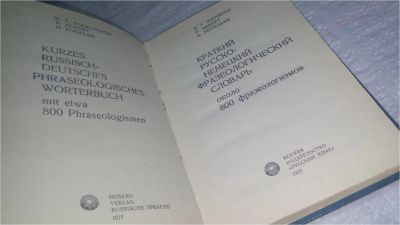 KURZES
RUSSISCH-
DEUTSCHES
PHRASEOLOGISCHES
WÖRTERBUCH
mit etwa
800 Phraseologismen
MOSKAU
VERLAG
RUSSISCHE SPRACHE
1977
КРАТКИЙ
РУССКО-
НЕМЕЦКИЙ
ФРАЗЕОЛОГИЧЕСКИЙ
СЛОВАРЬ
около
800 фразеологизмов
МОСКВА
ИЗДАТЕЛЬСТВО
«РУССКИЙ ЯЗЫК»
1977